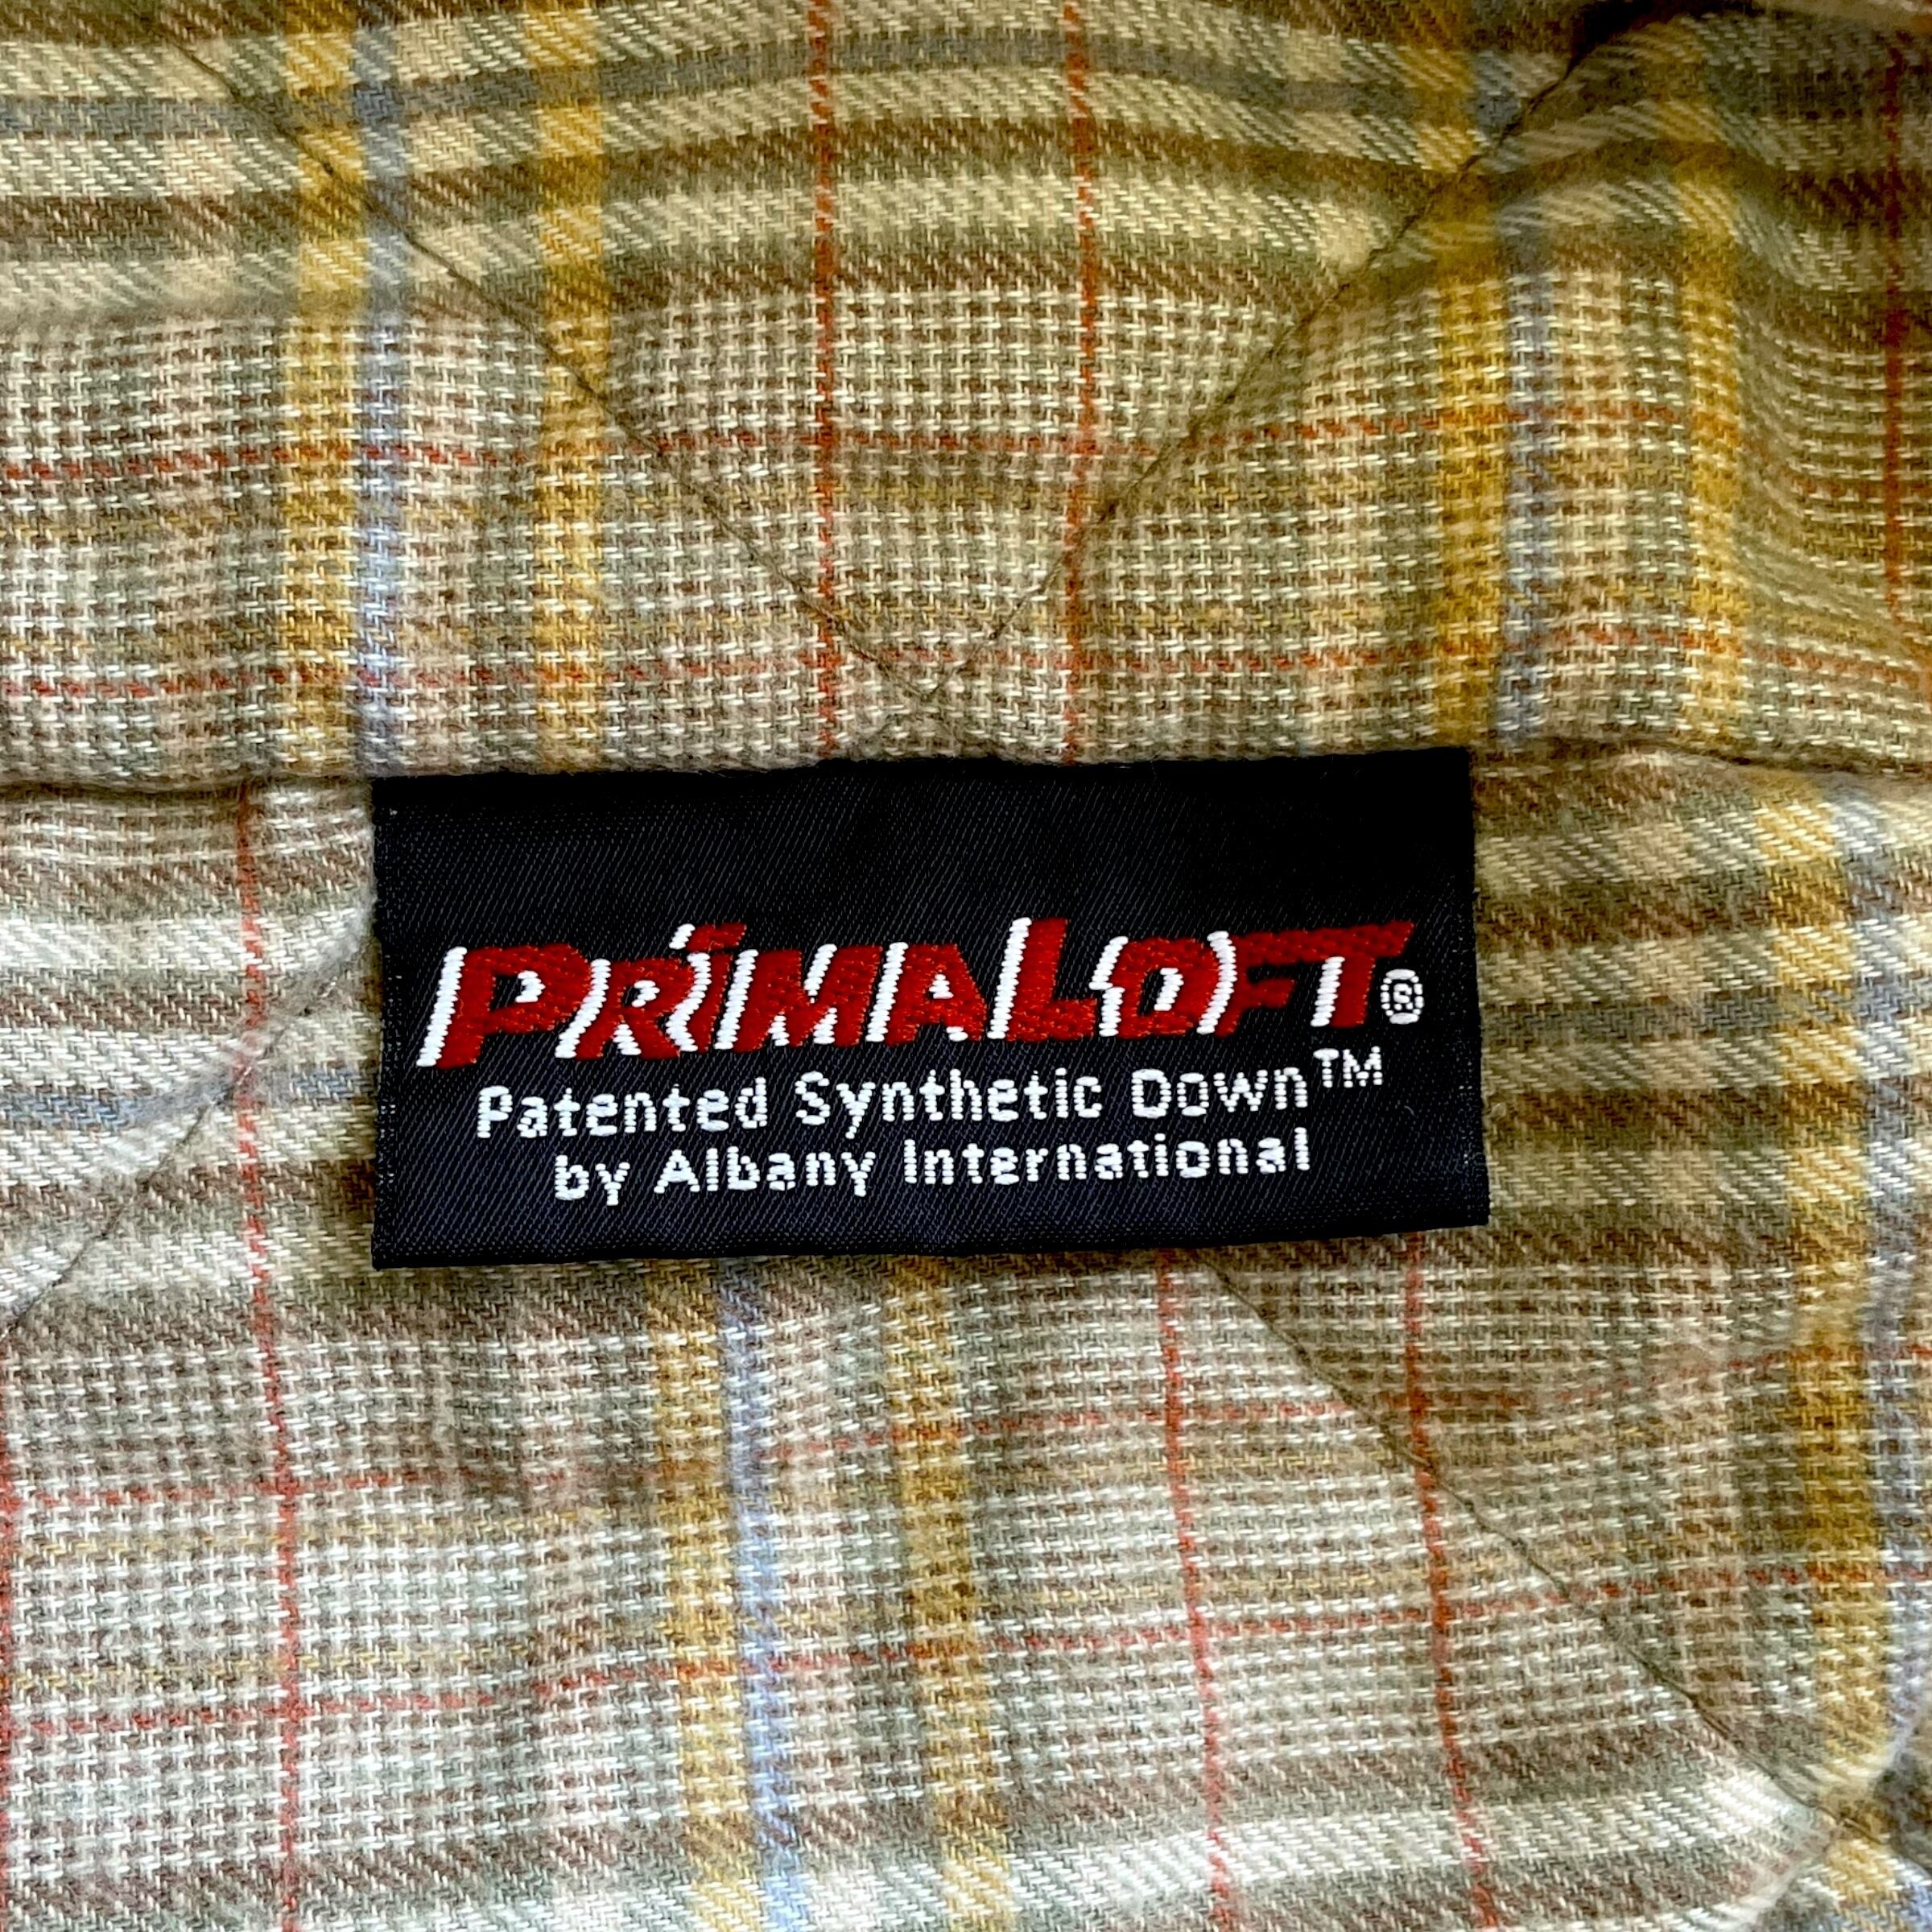 PRiMALOFT®
Patented Synthetic Down™
by Albany International